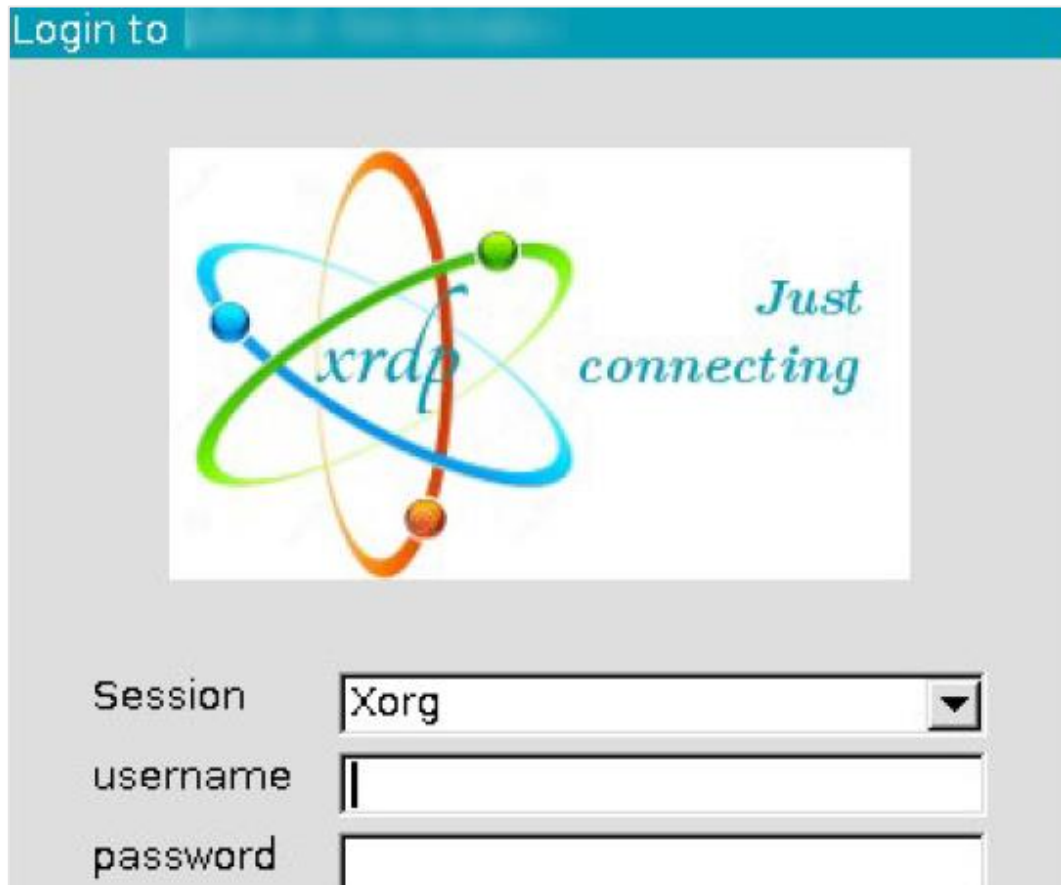 Login to
xrdp
Just
connecting
Session
Xorg
username
password